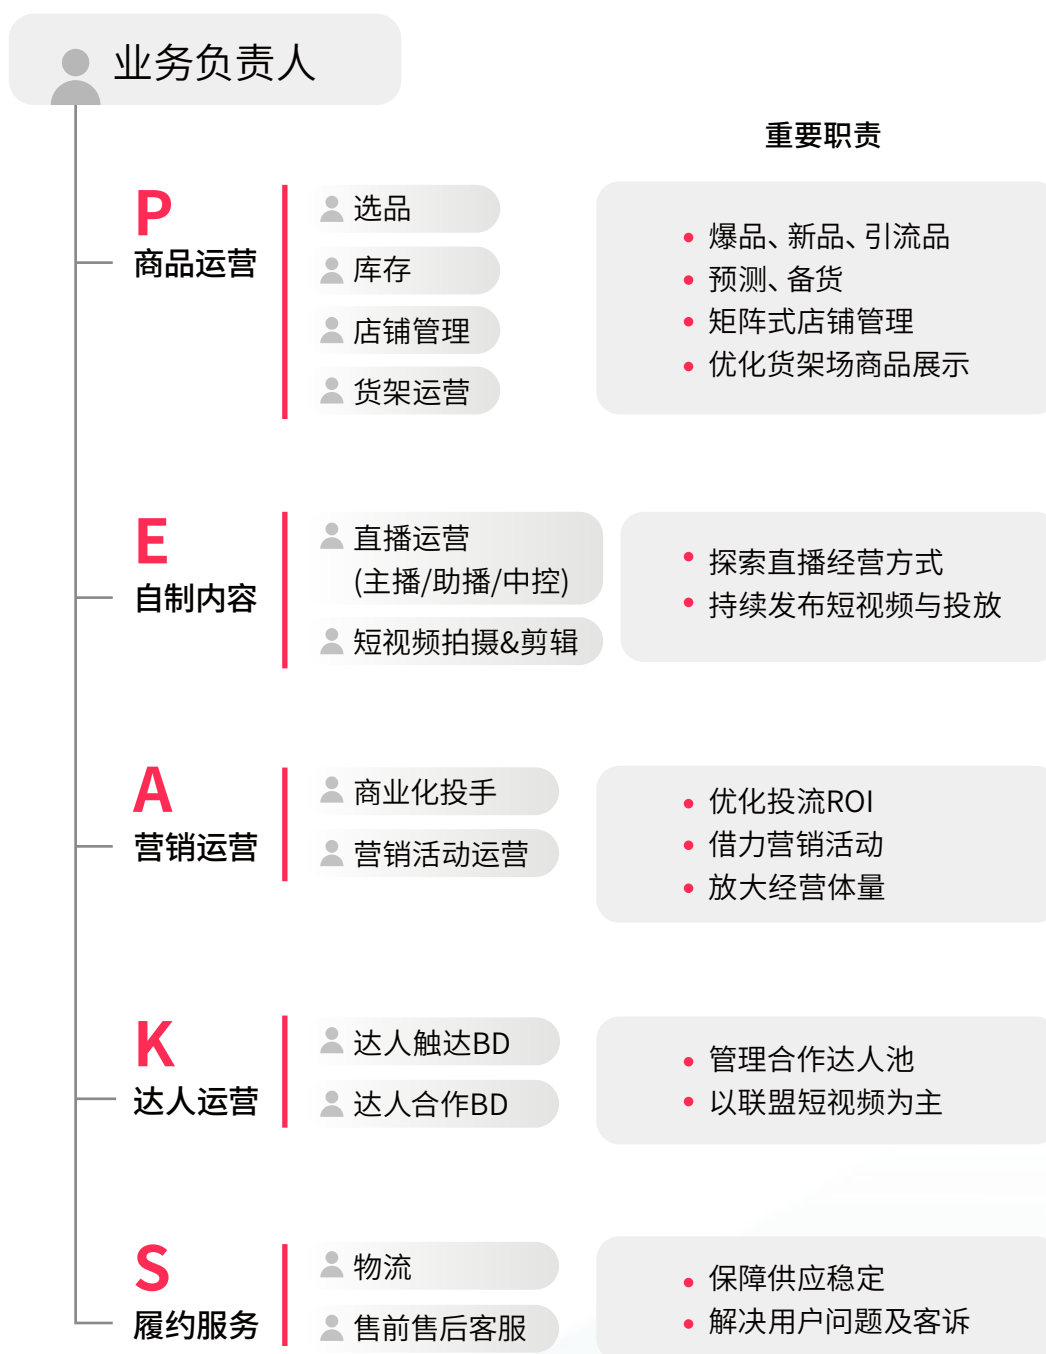 业务负责人
重要职责
P
商品运营
选品
库存
店铺管理
货架运营
爆品、新品、引流品
预测、备货
矩阵式店铺管理
优化货架场商品展示
E
自制内容
直播运营
(主播/助播/中控)
短视频拍摄&剪辑
探索直播经营方式
持续发布短视频与投放
A
营销运营
商业化投手
营销活动运营
优化投流ROI
借力营销活动
放大经营体量
K
达人运营
达人触达BD
达人合作BD
管理合作达人池
以联盟短视频为主
S
履约服务
物流
售前售后客服
保障供应稳定
解决用户问题及客诉